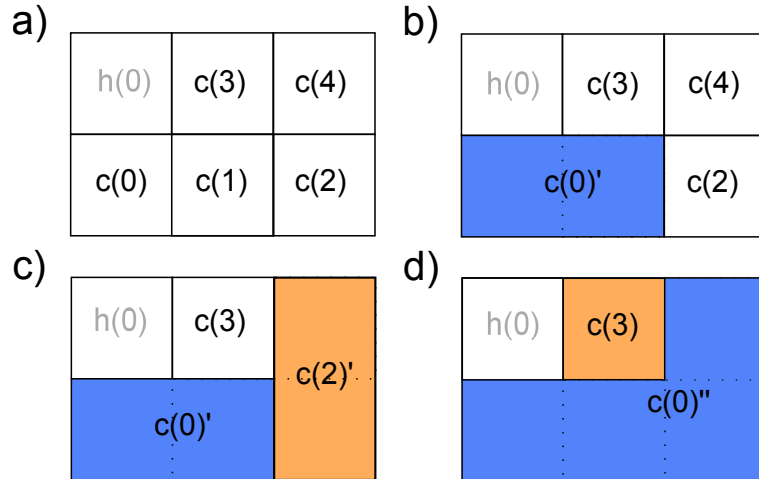 a)
h(0) c(3) c(4)
c(0) c(1) c(2)
b)
h(0) c(3) c(4)
c(0)' c(2)
c)
h(0) c(3)
c(2)'
c(0)'
d)
h(0) c(3)
c(0)''